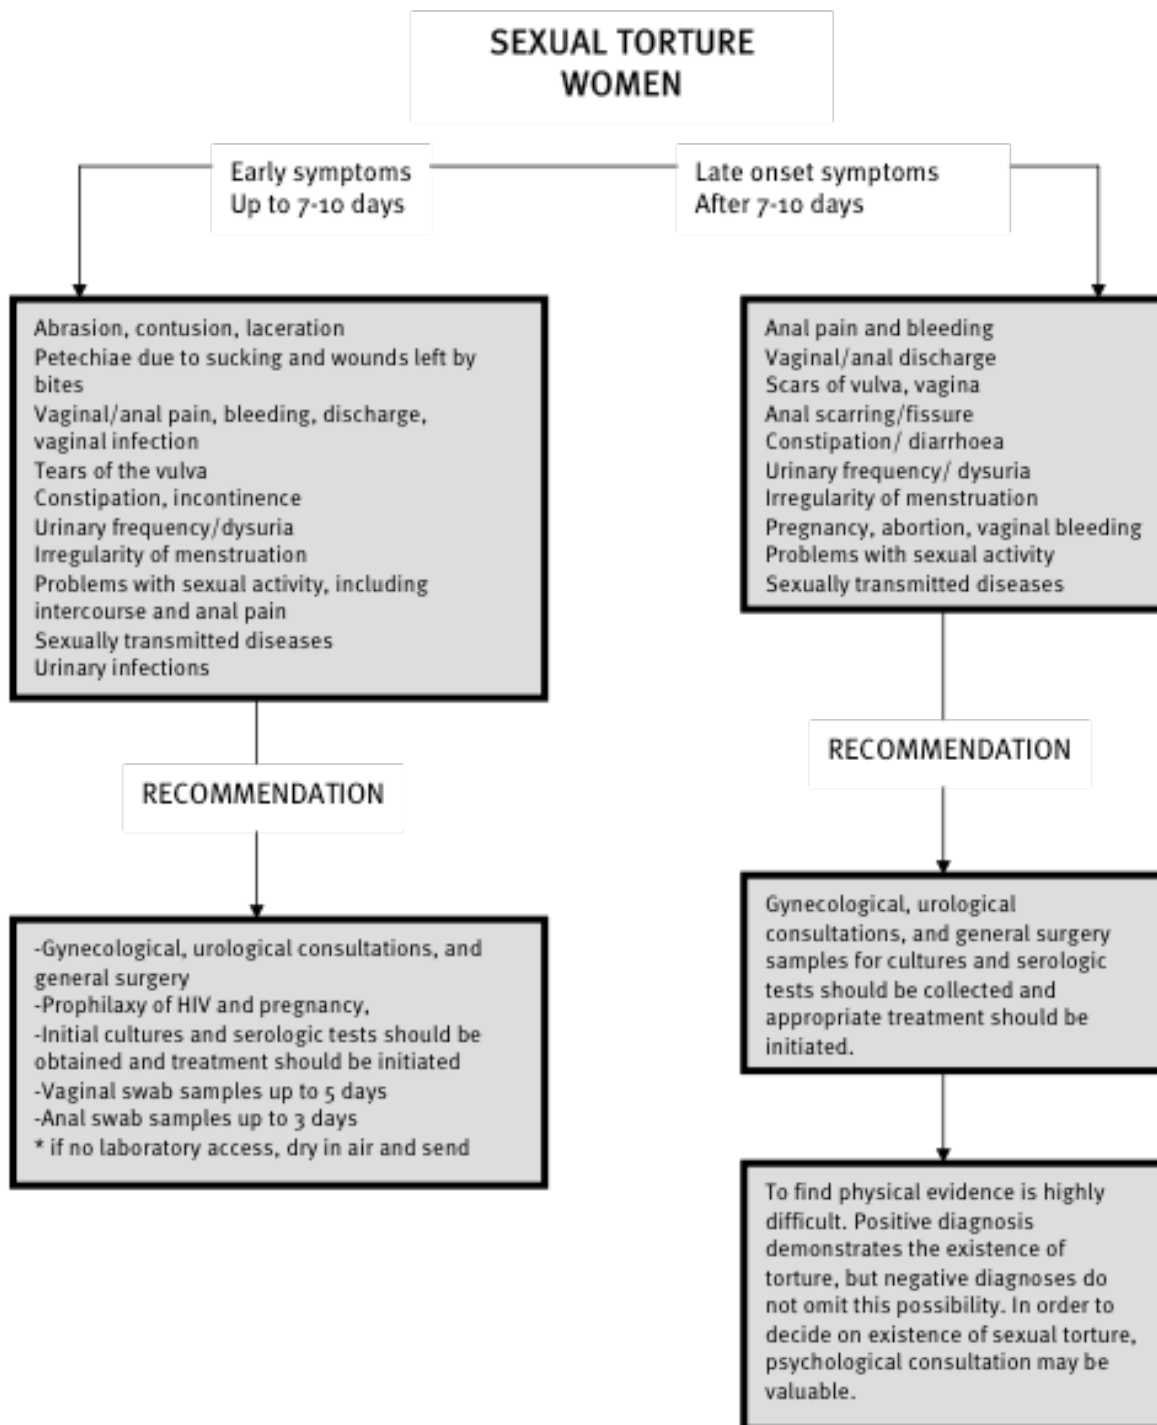 SEXUAL TORTURE
WOMEN
Early symptoms
Up to 7-10 days
Late onset symptoms
After 7-10 days
Abrasion, contusion, laceration
Petechiae due to sucking and wounds left by
bites
Vaginal/anal pain, bleeding, discharge,
vaginal infection
Tears of the vulva
Constipation, incontinence
Urinary frequency/dysuria
Irregularity of menstruation
Problems with sexual activity, including
intercourse and anal pain
Sexually transmitted diseases
Urinary infections
RECOMMENDATION
-Gynecological, urological consultations, and
general surgery
-Prophilaxy of HIV and pregnancy,
-Initial cultures and serologic tests should be
obtained and treatment should be initiated
-Vaginal swab samples up to 5 days
-Anal swab samples up to 3 days
* if no laboratory access, dry in air and send
Anal pain and bleeding
Vaginal/anal discharge
Scars of vulva, vagina
Anal scarring/fissure
Constipation/ diarrhoea
Urinary frequency/ dysuria
Irregularity of menstruation
Pregnancy, abortion, vaginal bleeding
Problems with sexual activity
Sexually transmitted diseases
RECOMMENDATION
Gynecological, urological
consultations, and general surgery
samples for cultures and serologic
tests should be collected and
appropriate treatment should be
initiated.
To find physical evidence is highly
difficult. Positive diagnosis
demonstrates the existence of
torture, but negative diagnoses do
not omit this possibility. In order to
decide on existence of sexual torture,
psychological consultation may be
valuable.